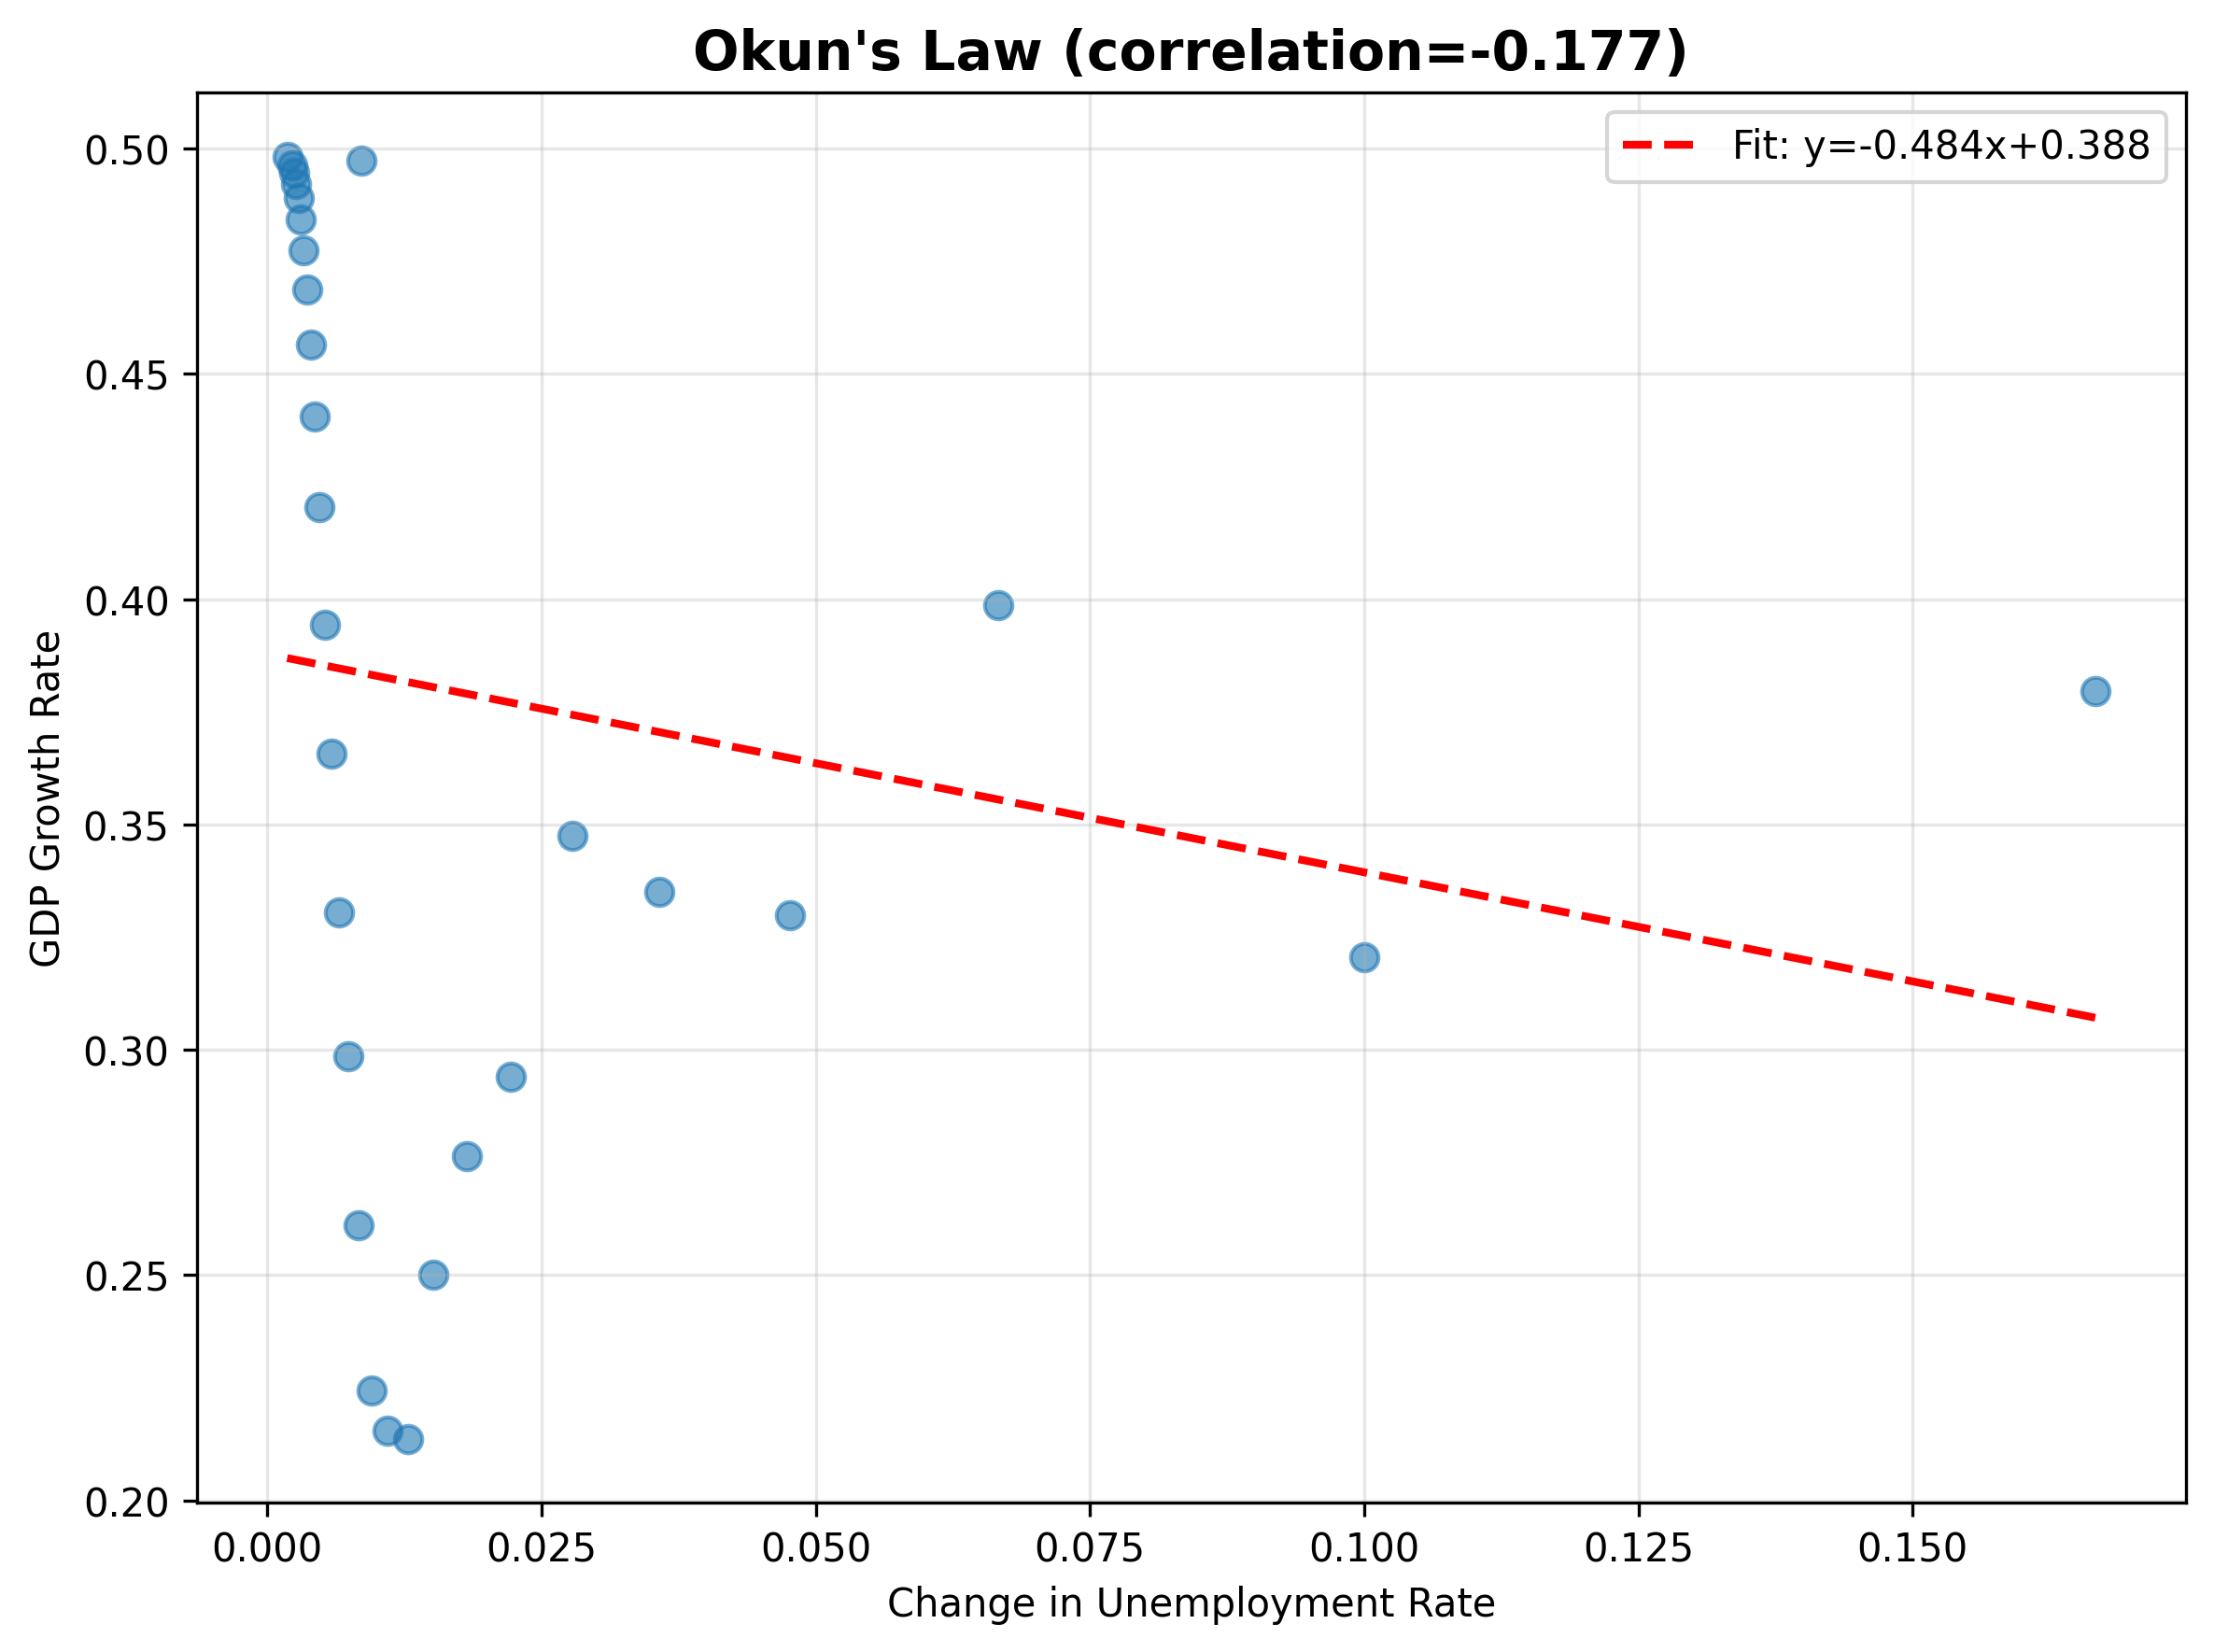 Okun's Law (correlation=-0.177)
Fit: y=-0.484x+0.388
GDP Growth Rate
0.50
0.45
0.40
0.35
0.30
0.25
0.20
0.000 0.025 0.050 0.075 0.100 0.125 0.150
Change in Unemployment Rate